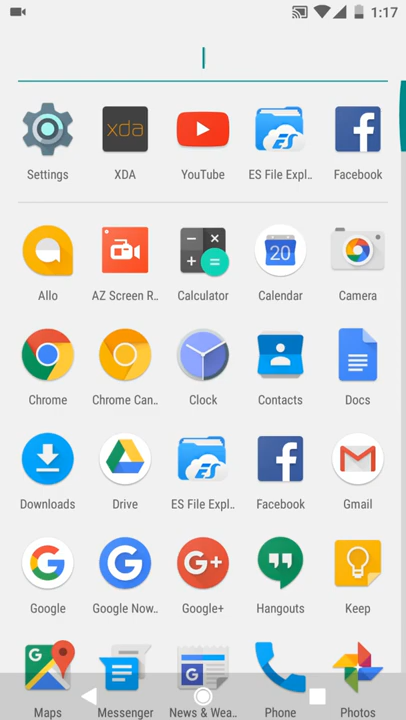 1:17
xda
Settings XDA YouTube ES File Expl.. Facebook
20
Allo AZ Screen R.. Calculator Calendar Camera
Chrome Chrome Can.. Clock Contacts Docs
ES
Downloads Drive ES File Expl.. Facebook Gmail
G G G+
Google Google Now.. Google+ Hangouts Keep
G G
Maps Messenger News & Wea.. Phone Photos